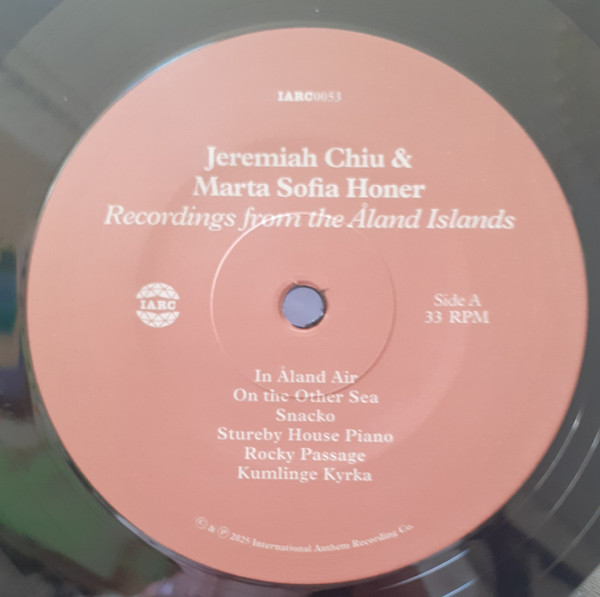 IARC0053
Jeremiah Chiu &
Marta Sofia Honer
Recordings from the Åland Islands
IARC
Side A
33 RPM
In Åland Air
On the Other Sea
Snacko
Stureby House Piano
Rocky Passage
Kumlinge Kyrka
© & ℗ 2025 International Anthem Recording Co.